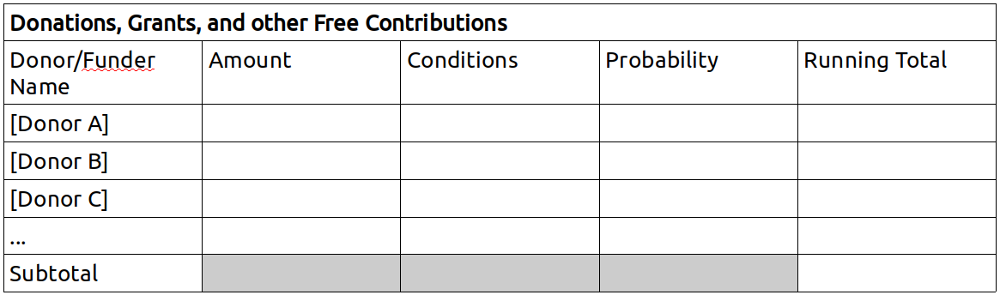 Donations, Grants, and other Free Contributions
Donor/Funder Name Amount Conditions Probability Running Total
[Donor A]
[Donor B]
[Donor C]
...
Subtotal